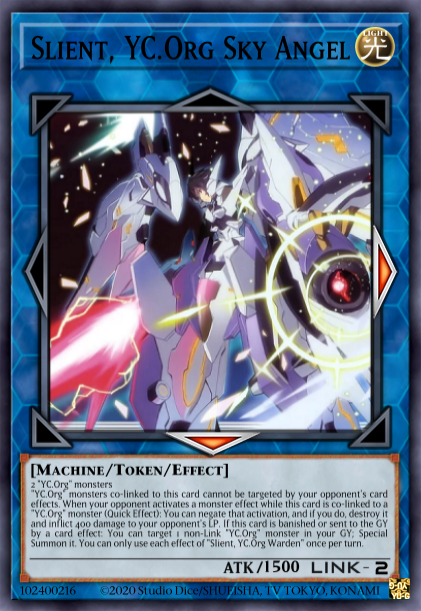 SLIENT, YC.ORG SKY ANGEL
LIGHT
光
[MACHINE/TOKEN/EFFECT]
2 "YC.Org" monsters
"YC.Org" monsters co-linked to this card cannot be targeted by your opponent's card
effects. When your opponent activates a monster effect while this card is co-linked to a
"YC.Org" monster (Quick Effect): You can negate that activation, and if you do, destroy it
and inflict 400 damage to your opponent's LP. If this card is banished or sent to the GY
by a card effect: You can target 1 non-Link "YC.Org" monster in your GY; Special
Summon it. You can only use each effect of "Slient, YC.Org Warden" once per turn.
ATK/1500 LINK-2
102400216 ©2020 Studio Dice/SHUEISHA, TV TOKYO, KONAMI